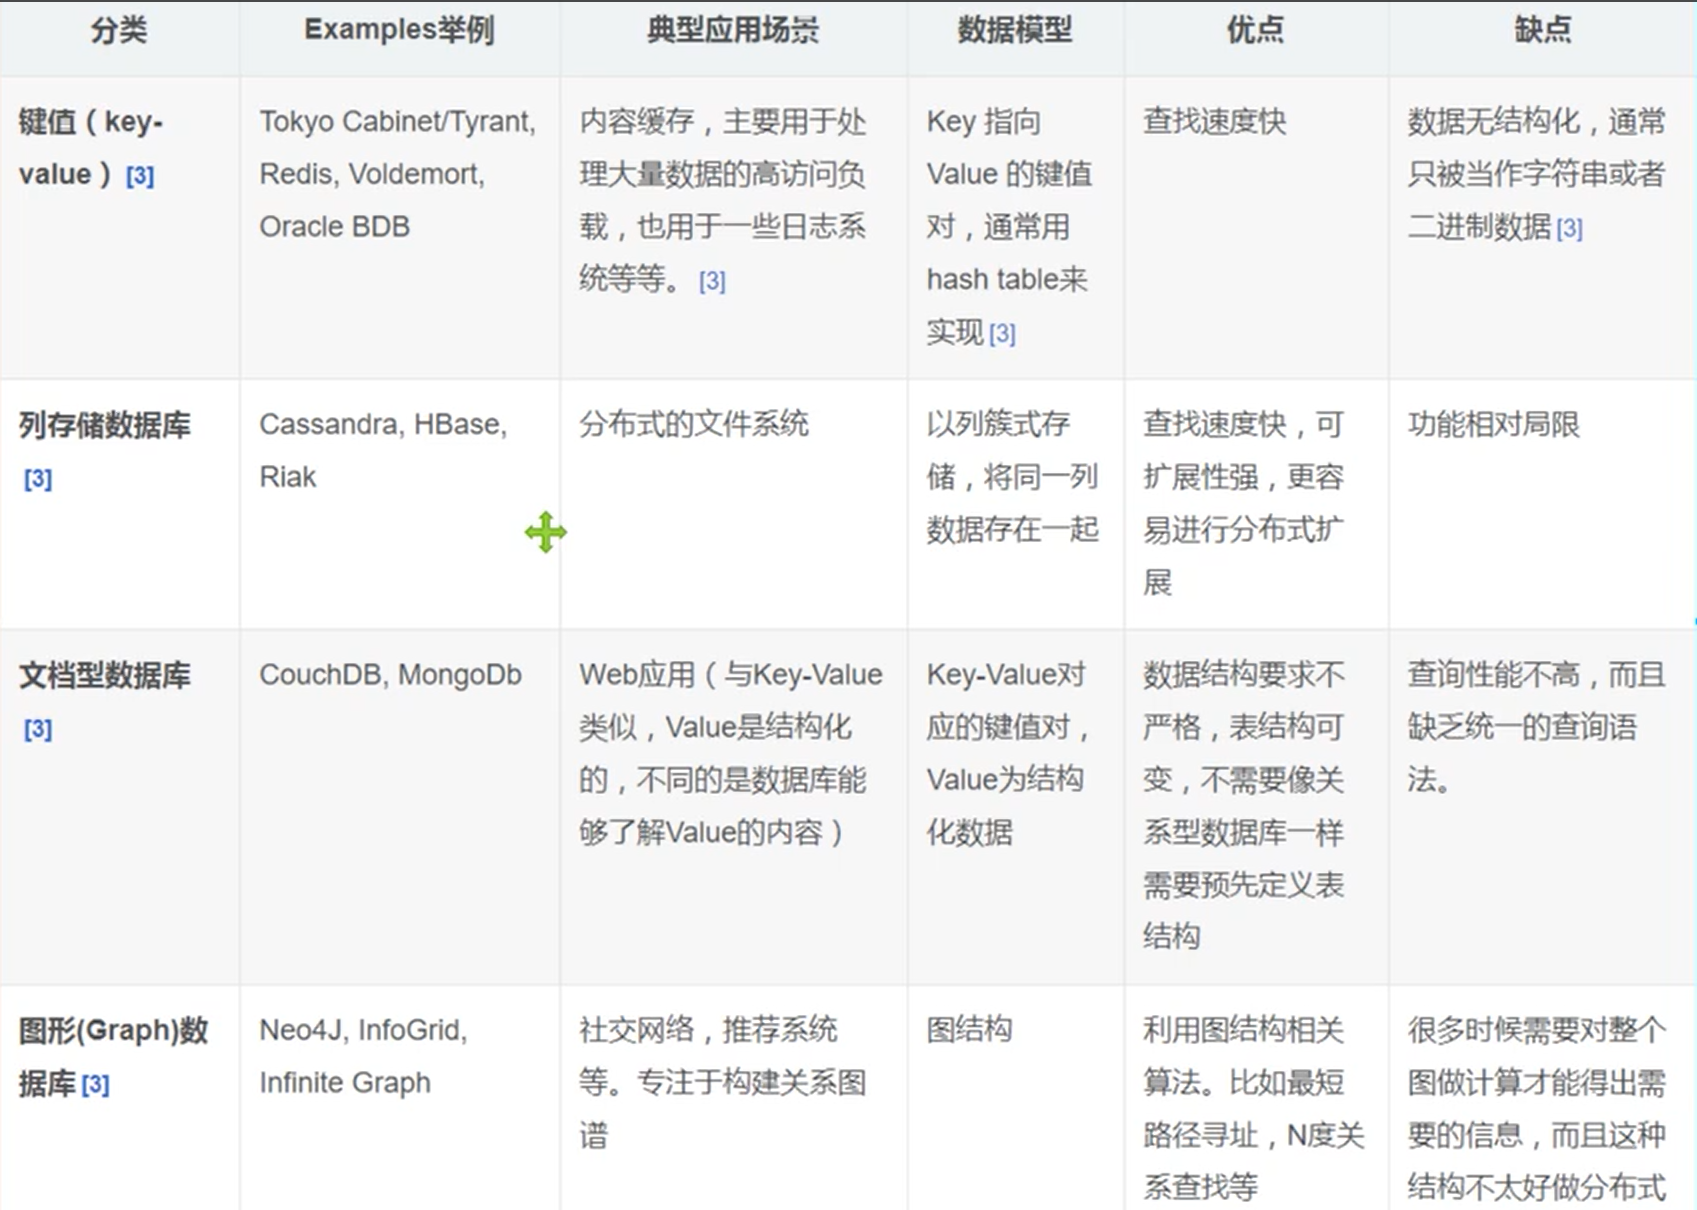 分类
Examples举例
典型应用场景
数据模型
优点
缺点
键值（key-
value）[3]
Tokyo Cabinet/Tyrant,
Redis, Voldemort,
Oracle BDB
内容缓存，主要用于处
理大量数据的高访问负
载，也用于一些日志系
统等等。[3]
Key 指向
Value 的键值
对，通常用
hash table来
实现[3]
查找速度快
数据无结构化，通常
只被当作字符串或者
二进制数据[3]
列存储数据库
[3]
Cassandra, HBase,
Riak
分布式的文件系统
以列簇式存
储，将同一列
数据存在一起
查找速度快，可
扩展性强，更容
易进行分布式扩
展
功能相对局限
文档型数据库
[3]
CouchDB, MongoDb
Web应用（与Key-Value
类似，Value是结构化
的，不同的是数据库能
够了解Value的内容）
Key-Value对
应的键值对，
Value为结构
化数据
数据结构要求不
严格，表结构可
变，不需要像关
系型数据库一样
需要预先定义表
结构
查询性能不高，而且
缺乏统一的查询语
法。
图形(Graph)数
据库[3]
Neo4J, InfoGrid,
Infinite Graph
社交网络，推荐系统
等。专注于构建关系图
谱
图结构
利用图结构相关
算法。比如最短
路径寻址，N度关
系查找等
很多时候需要对整个
图做计算才能得出需
要的信息，而且这种
结构不太好做分布式